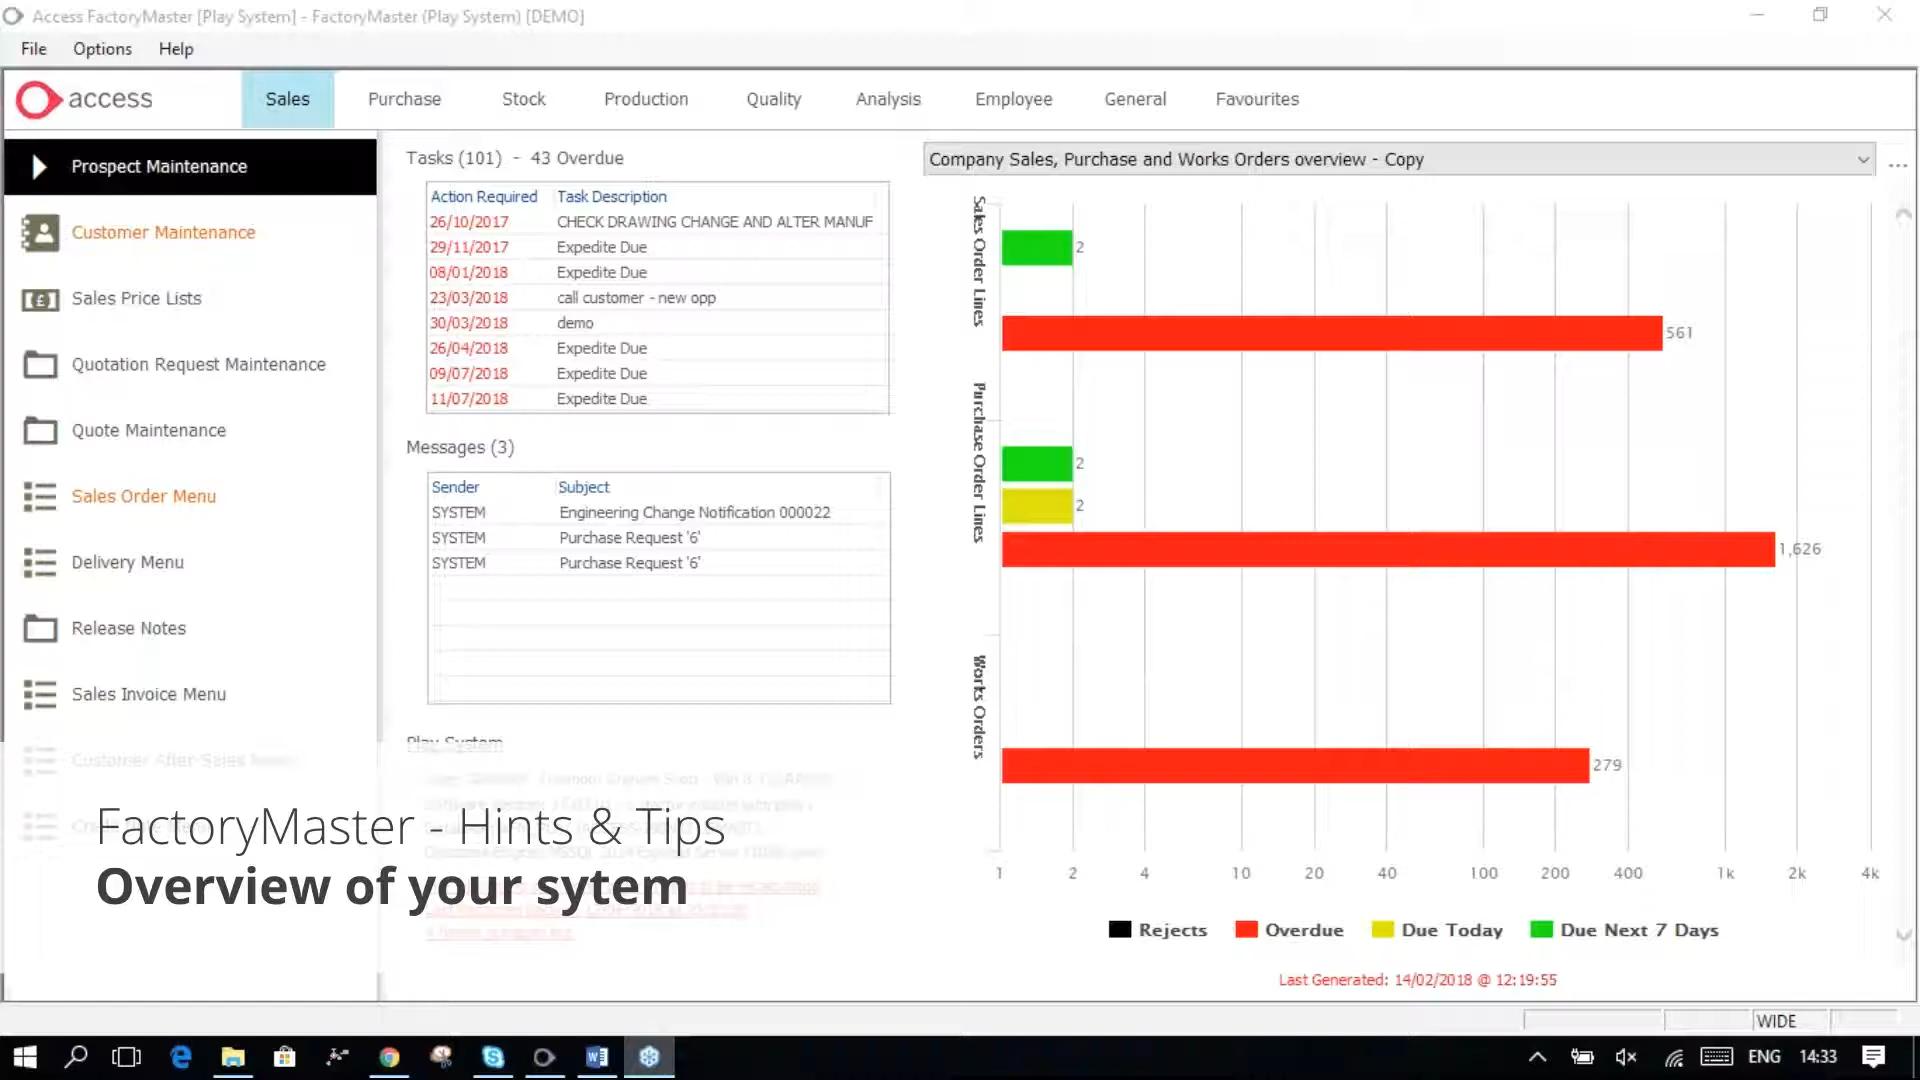 Access FactoryMaster [Play System] - FactoryMaster (Play System) [DEMO]
File Options Help
access
Sales Purchase Stock Production Quality Analysis Employee General Favourites
Prospect Maintenance
Customer Maintenance
Sales Price Lists
Quotation Request Maintenance
Quote Maintenance
Sales Order Menu
Delivery Menu
Release Notes
Sales Invoice Menu
Customer After Sales
Tasks (101) - 43 Overdue
Action Required Task Description
26/10/2017 CHECK DRAWING CHANGE AND ALTER MANUF
29/11/2017 Expedite Due
08/01/2018 Expedite Due
23/03/2018 call customer - new opp
30/03/2018 demo
26/04/2018 Expedite Due
09/07/2018 Expedite Due
11/07/2018 Expedite Due
Messages (3)
Sender Subject
SYSTEM Engineering Change Notification 000022
SYSTEM Purchase Request '6'
SYSTEM Purchase Request '6'
Play System
FactoryMaster - Hints & Tips
Overview of your sytem
Company Sales, Purchase and Works Orders overview - Copy
...
Sales Order Lines
2
561
Purchase Order Lines
2
2
1,626
Works Orders
279
1 2 4 10 20 40 100 200 400 1k 2k 4k
Rejects Overdue Due Today Due Next 7 Days
Last Generated: 14/02/2018 @ 12:19:55
WIDE
ENG 14:33